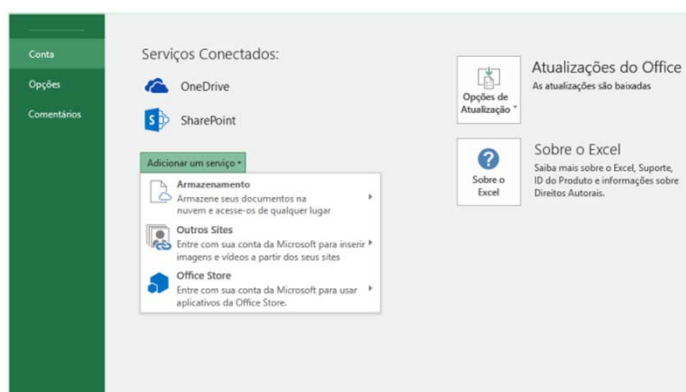 Conta
Opções
Comentários
Serviços Conectados:
OneDrive
SharePoint
Adicionar um serviço
Armazenamento
Armazene seus documentos na
nuvem e acesse-os de qualquer lugar
Outros Sites
Entre com sua conta da Microsoft para inserir
imagens e vídeos a partir dos seus sites
Office Store
Entre com sua conta da Microsoft para usar
aplicativos da Office Store.
Opções de
Atualização
Atualizações do Office
As atualizações são baixadas
Sobre o
Excel
Sobre o Excel
Saiba mais sobre o Excel, Suporte,
ID do Produto e informações sobre
Direitos Autorais.